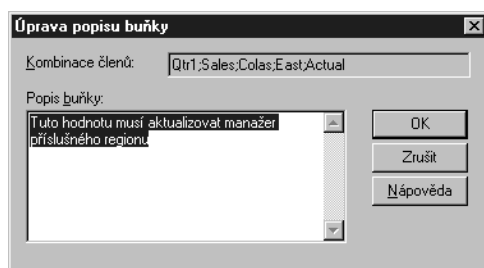 Úprava popisu buňky
Kombinace členů: Qtr1;Sales;Colas;East;Actual
Popis buňky:
Tuto hodnotu musí aktualizovat manažer
příslušného regionu
OK
Zrušit
Nápověda